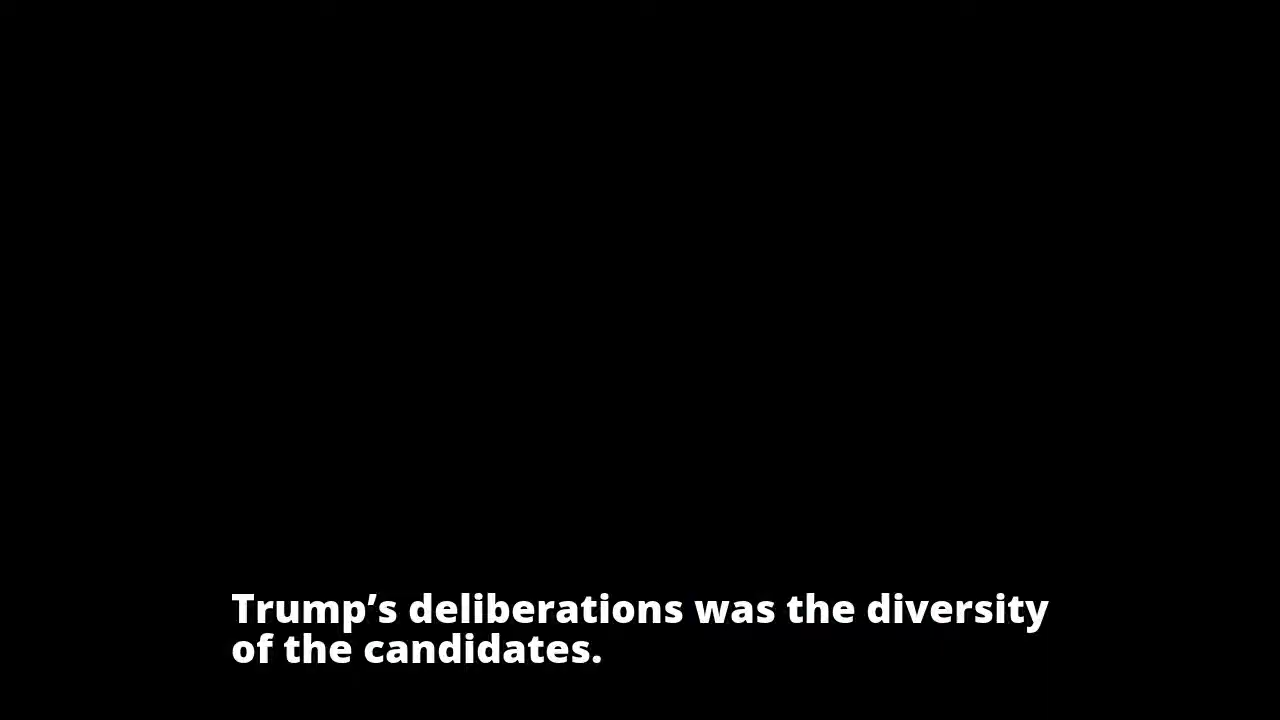 Trump’s deliberations was the diversity
of the candidates.